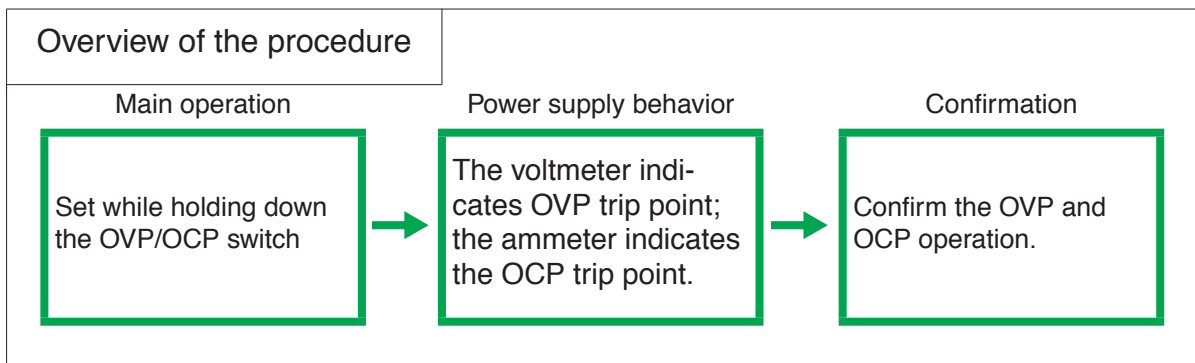 Overview of the procedure
Main operation
Set while holding down
the OVP/OCP switch
Power supply behavior
The voltmeter indi-
cates OVP trip point;
the ammeter indicates
the OCP trip point.
Confirmation
Confirm the OVP and
OCP operation.